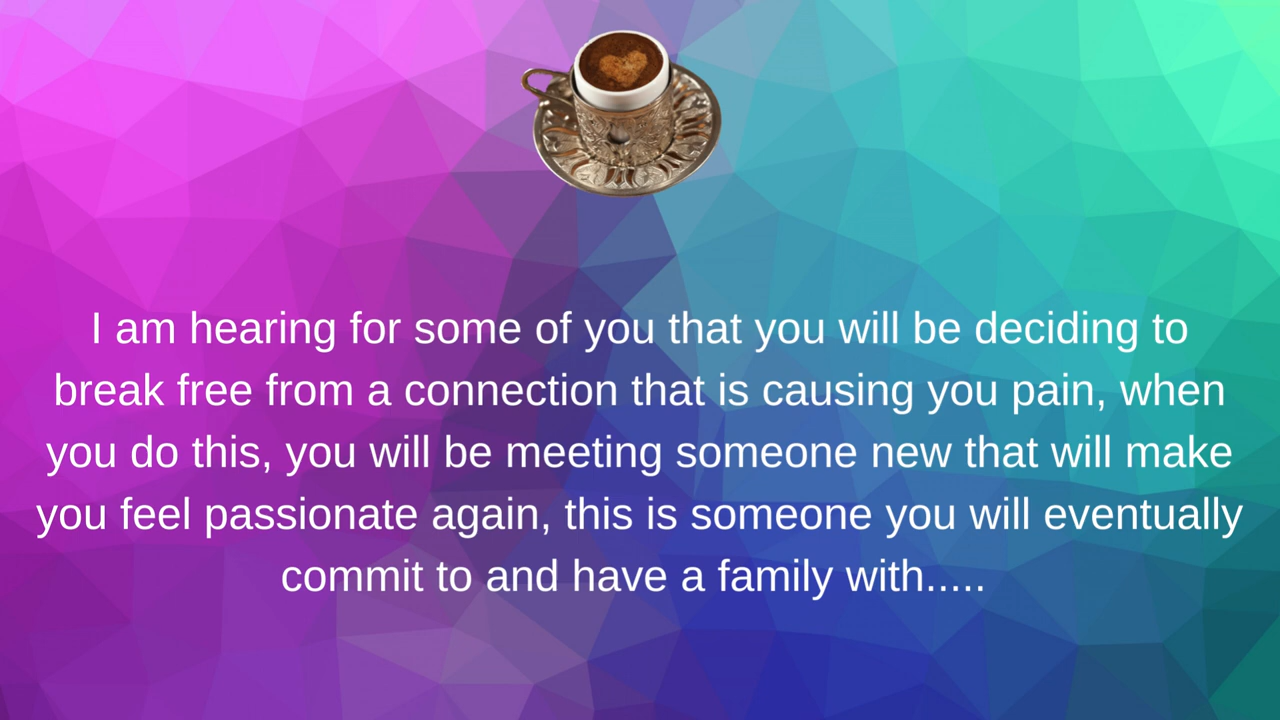 I am hearing for some of you that you will be deciding to
break free from a connection that is causing you pain, when
you do this, you will be meeting someone new that will make
you feel passionate again, this is someone you will eventually
commit to and have a family with.....